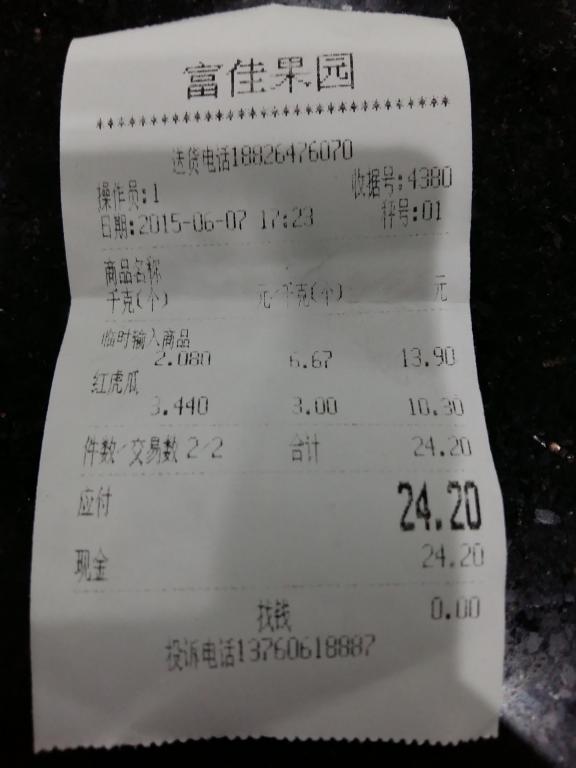 富佳果园
************************************
送货电话18826476070
操作员:1 收据号:4380
日期:2015-06-07 17:23 秤号:01
商品名称
千克(个) 元/千克(个) 元
临时输入商品
2.080 6.67 13.90
红虎瓜
3.440 3.00 10.30
件数/交易数 2/2 合计 24.20
应付 24.20
现金 24.20
找钱 0.00
投诉电话13760618887